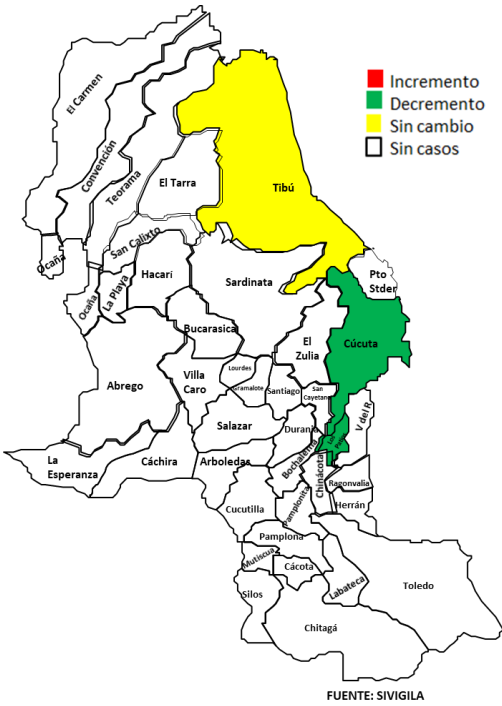 Incremento
Decremento
Sin cambio
Sin casos
El Carmen
Convención
Teorama
El Tarra
Tibú
San Calixto
Ocaña
Hacarí
La Playa
Ocaña
Sardinata
Pto
Stder
Bucarasica
El
Zulia
Cúcuta
Abrego
Villa
Caro
Lourdes
Gramalote
Santiago
San
Cayetano
V del R
Salazar
Durania
Los Patios
La
Esperanza
Cáchira
Arboledas
Bochalema
Chinácota
Ragonvalia
Herrán
Cucutilla
Pamplonita
Pamplona
Mutiscua
Cácota
Labateca
Toledo
Silos
Chitagá
FUENTE: SIVIGILA